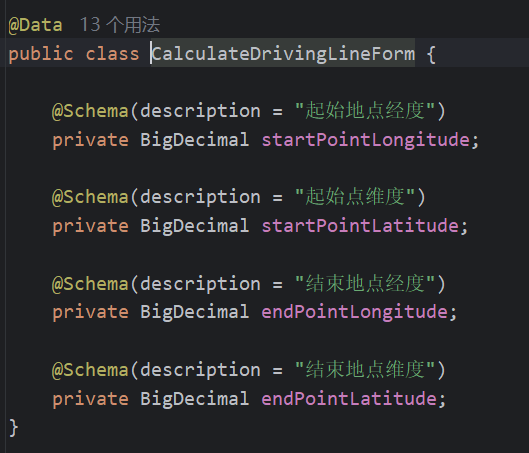 @Data 13 个用法
public class CalculateDrivingLineForm {
@Schema(description = "起始地点经度")
private BigDecimal startPointLongitude;
@Schema(description = "起始点维度")
private BigDecimal startPointLatitude;
@Schema(description = "结束地点经度")
private BigDecimal endPointLongitude;
@Schema(description = "结束地点维度")
private BigDecimal endPointLatitude;
}